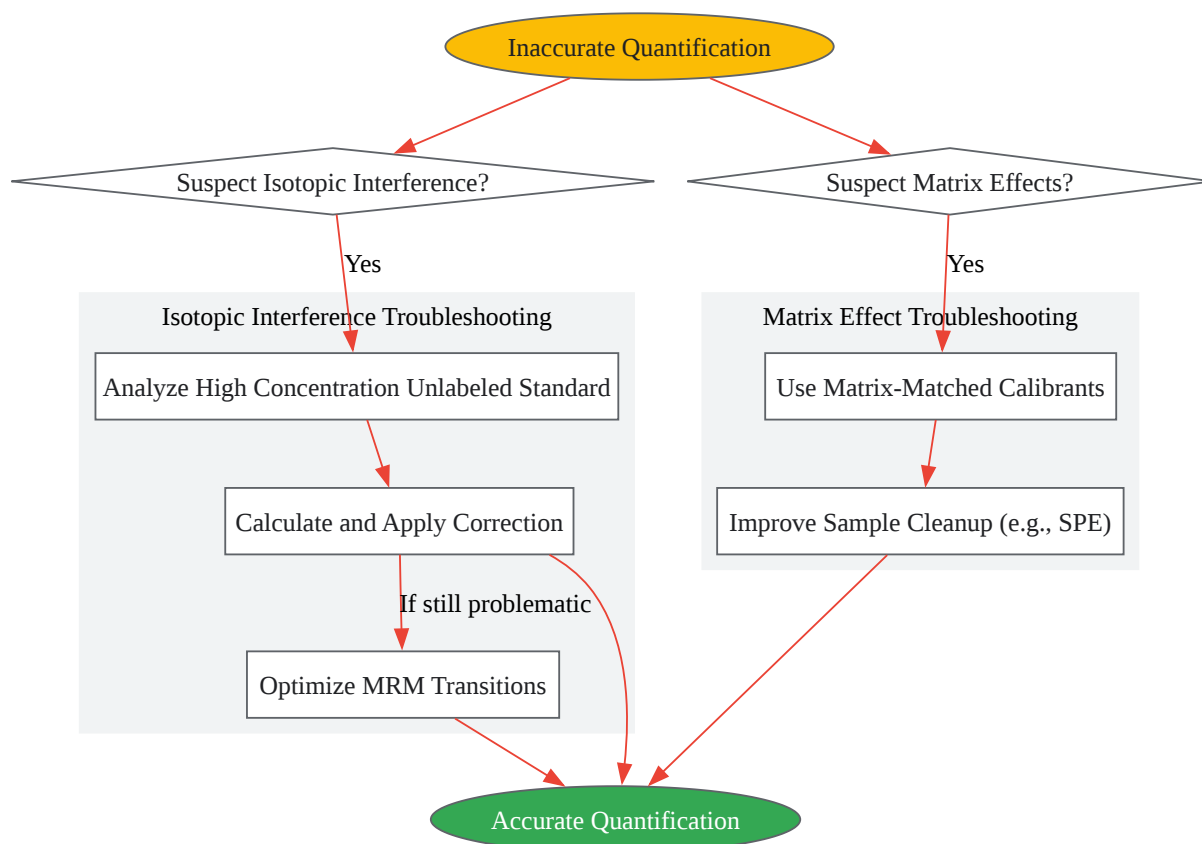 Inaccurate Quantification
Suspect Isotopic Interference?
Suspect Matrix Effects?
Yes
Yes
Isotopic Interference Troubleshooting
Matrix Effect Troubleshooting
Analyze High Concentration Unlabeled Standard
Use Matrix-Matched Calibrants
Calculate and Apply Correction
Improve Sample Cleanup (e.g., SPE)
If still problematic
Optimize MRM Transitions
Accurate Quantification